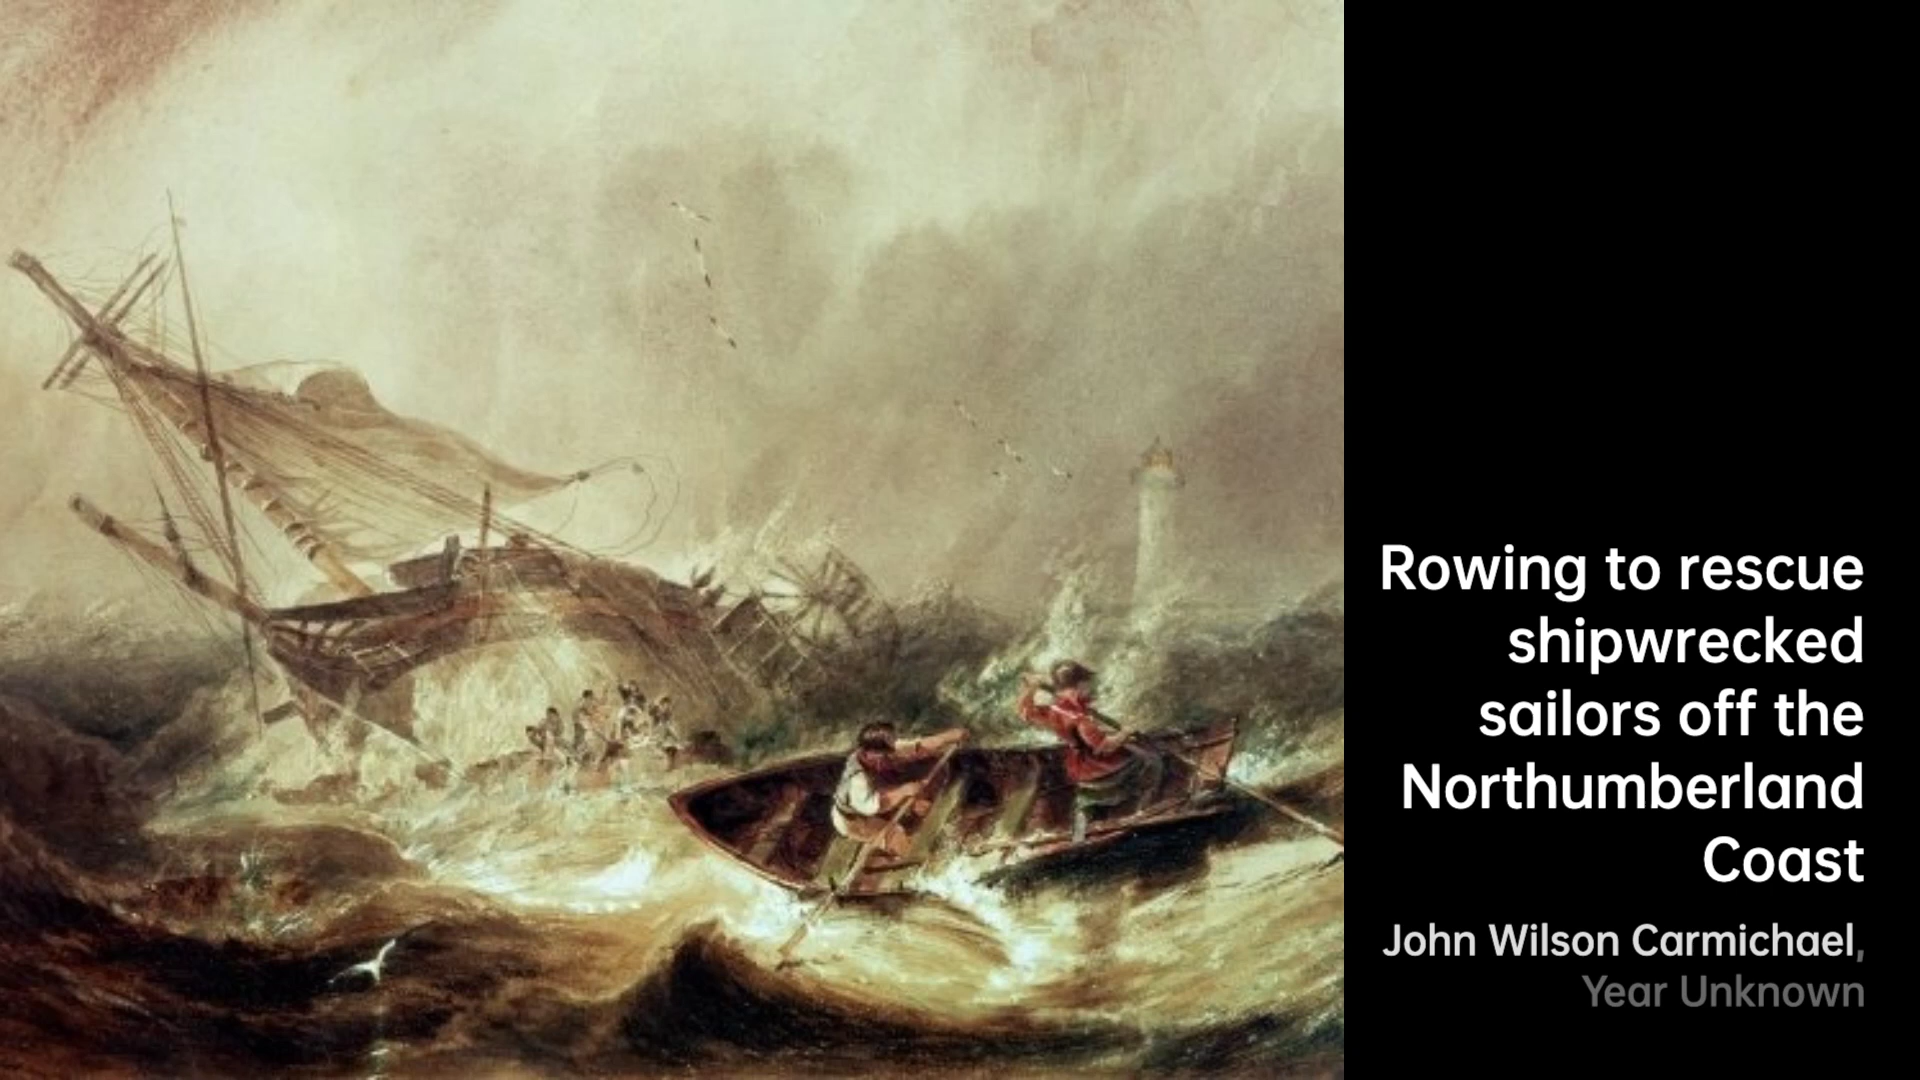 Rowing to rescue
shipwrecked
sailors off the
Northumberland
Coast
John Wilson Carmichael,
Year Unknown